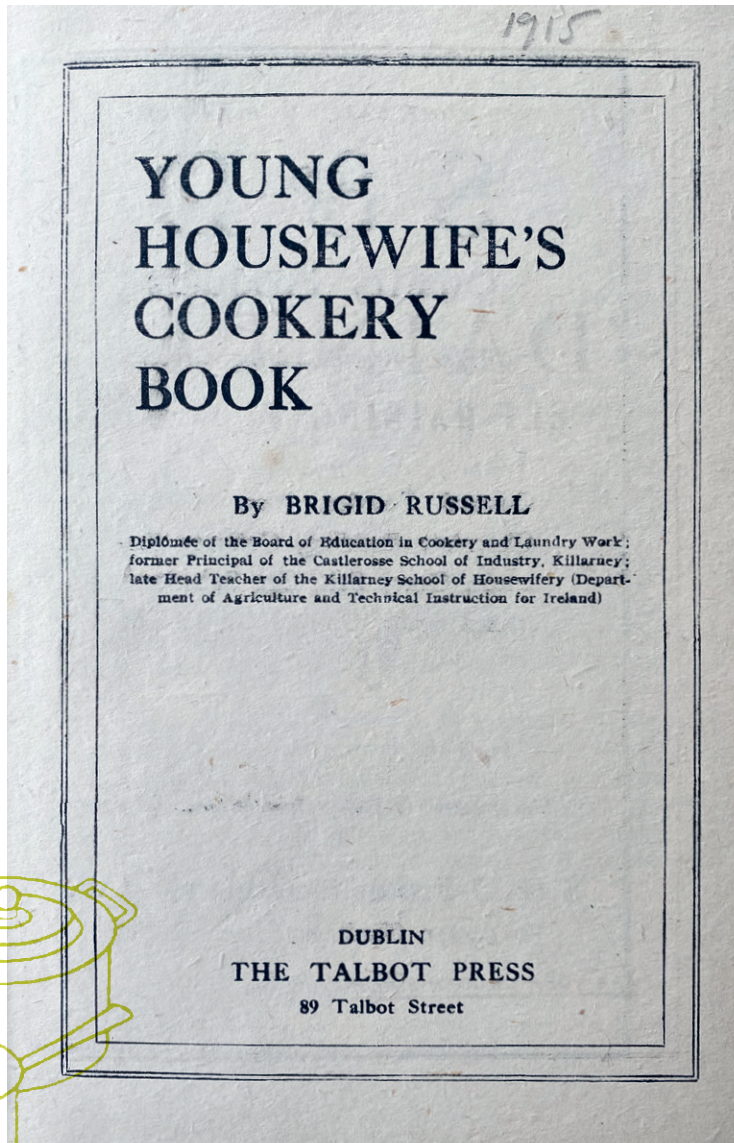 1915
YOUNG
HOUSEWIFE'S
COOKERY
BOOK
By BRIGID RUSSELL
Diplômée of the Board of Education in Cookery and Laundry Work;
former Principal of the Castlerosse School of Industry, Killarney;
late Head Teacher of the Killarney School of Housewifery (Depart-
ment of Agriculture and Technical Instruction for Ireland)
DUBLIN
THE TALBOT PRESS
89 Talbot Street